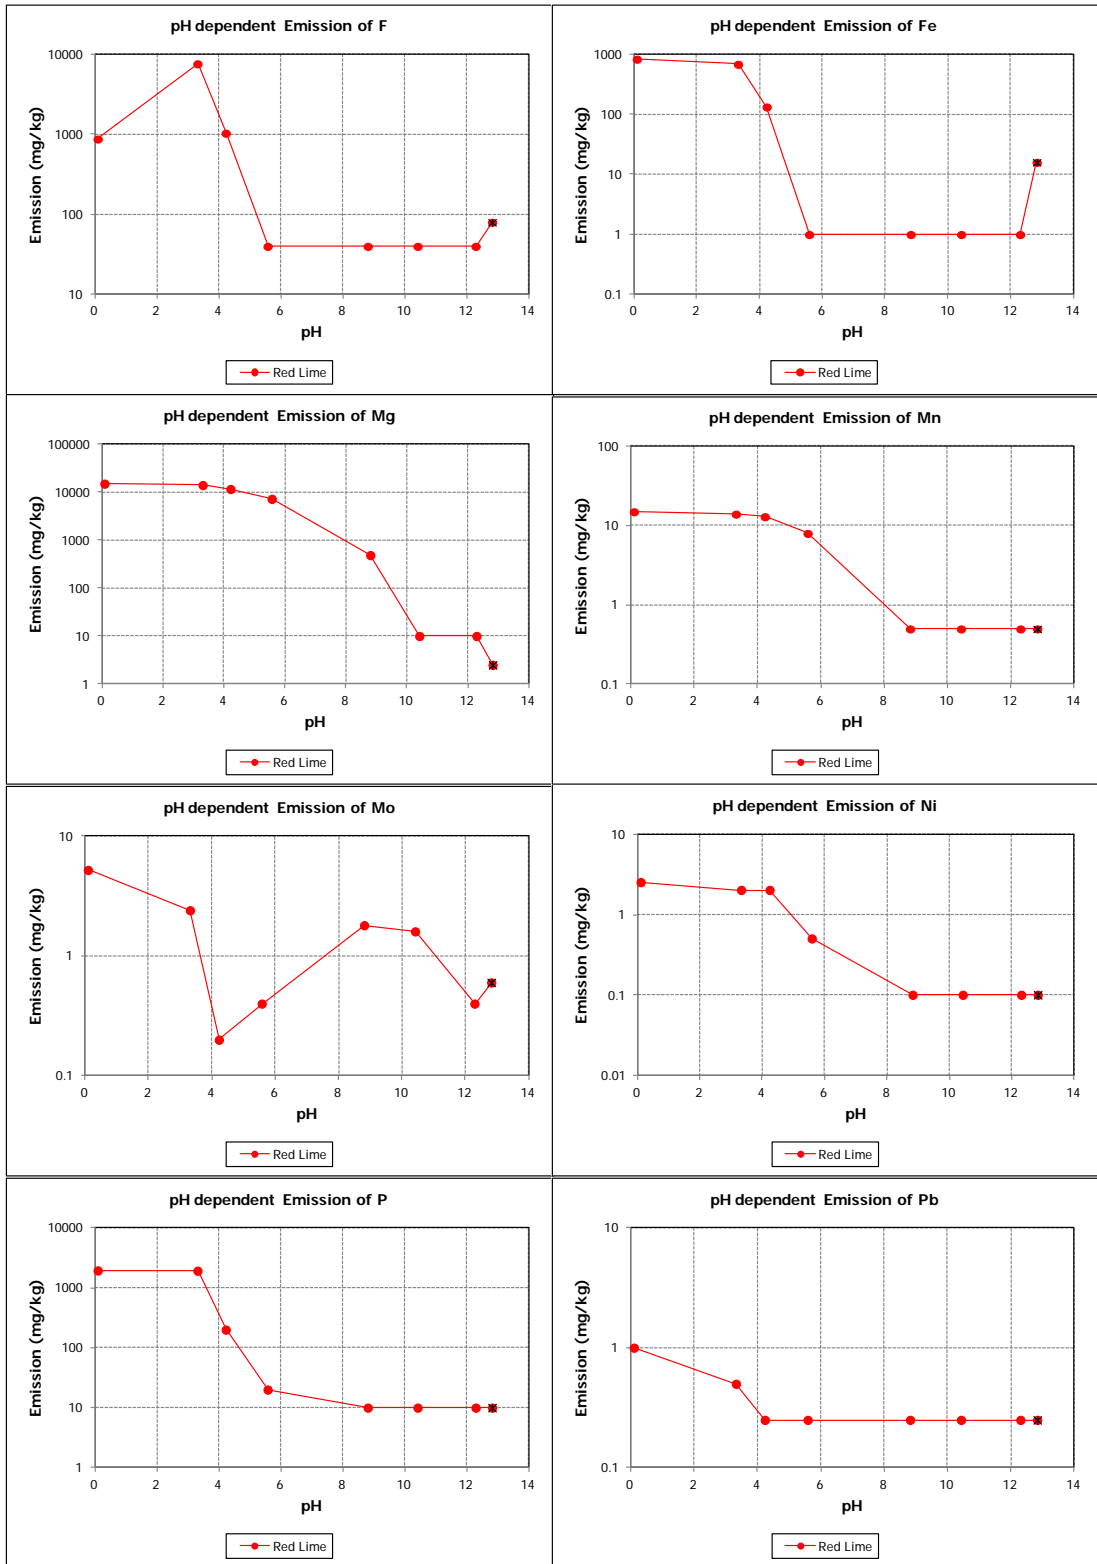 pH dependent Emission of F
Emission (mg/kg)
10000
1000
100
10
0 2 4 6 8 10 12 14
pH
Red Lime
pH dependent Emission of Fe
Emission (mg/kg)
1000
100
10
1
0.1
0 2 4 6 8 10 12 14
pH
Red Lime
pH dependent Emission of Mg
Emission (mg/kg)
100000
10000
1000
100
10
1
0 2 4 6 8 10 12 14
pH
Red Lime
pH dependent Emission of Mn
Emission (mg/kg)
100
10
1
0.1
0 2 4 6 8 10 12 14
pH
Red Lime
pH dependent Emission of Mo
Emission (mg/kg)
10
1
0.1
0 2 4 6 8 10 12 14
pH
Red Lime
pH dependent Emission of Ni
Emission (mg/kg)
10
1
0.1
0.01
0 2 4 6 8 10 12 14
pH
Red Lime
pH dependent Emission of P
Emission (mg/kg)
10000
1000
100
10
1
0 2 4 6 8 10 12 14
pH
Red Lime
pH dependent Emission of Pb
Emission (mg/kg)
10
1
0.1
0 2 4 6 8 10 12 14
pH
Red Lime